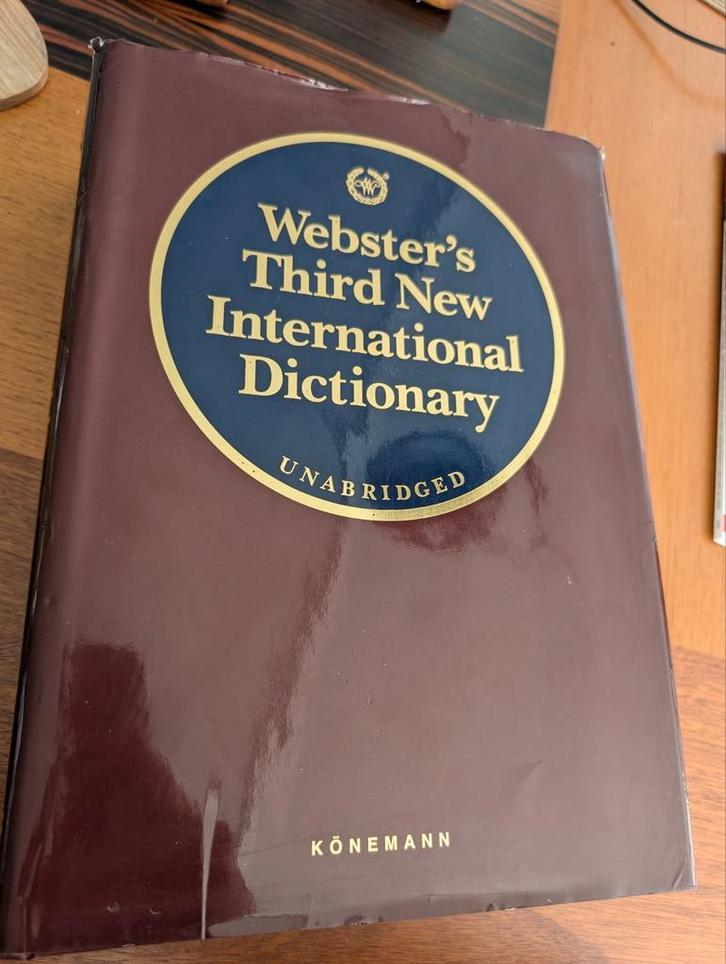 Webster's
Third New
International
Dictionary
UNABRIDGED
KÖNEMANN